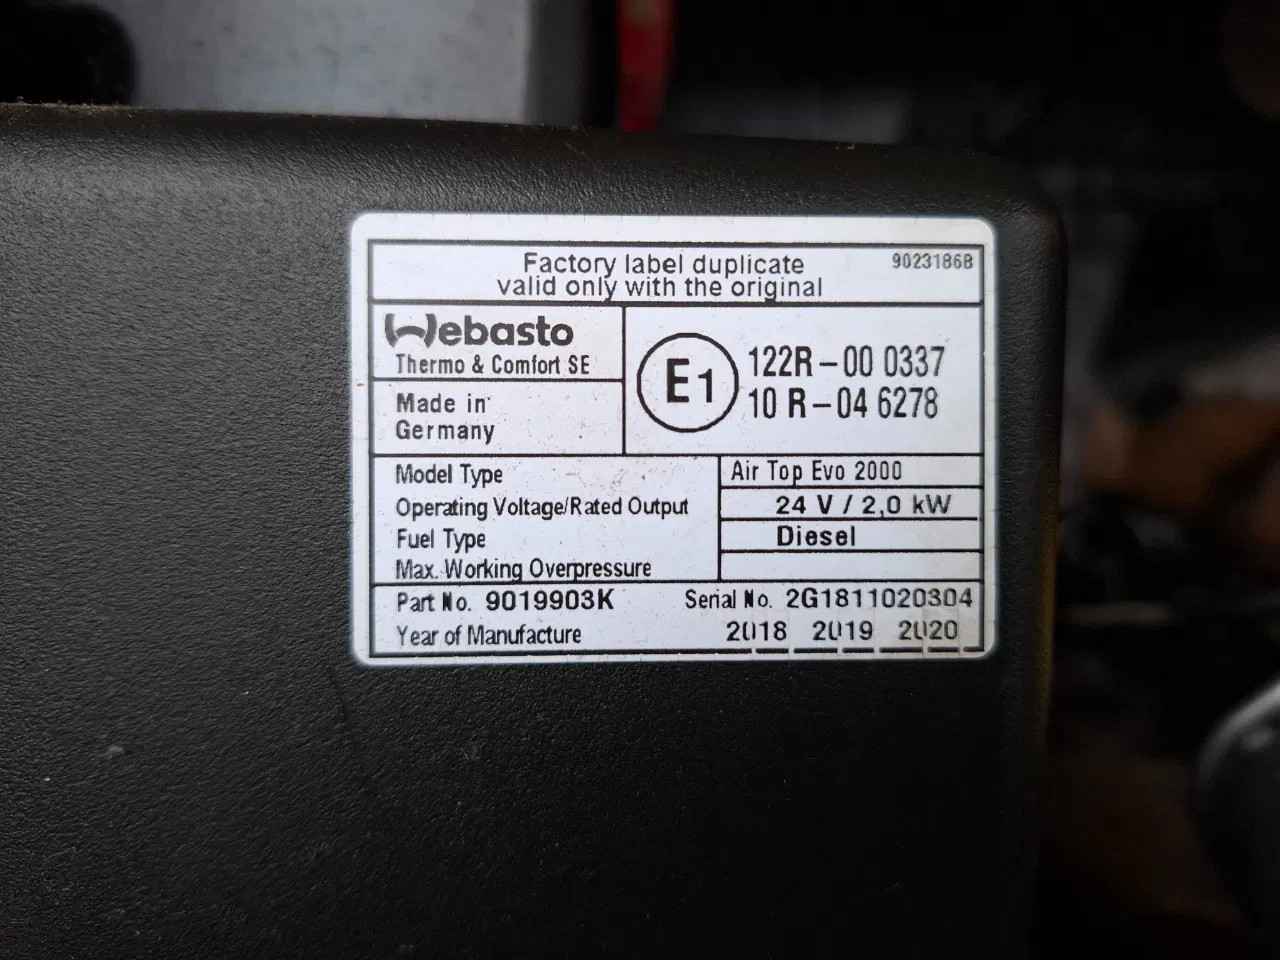 Factory label duplicate
valid only with the original
9023186B
Webasto
Thermo & Comfort SE
Made in
Germany
E1
122R-00 0337
10 R-04 6278
Model Type Air Top Evo 2000
Operating Voltage/Rated Output 24 V / 2,0 kW
Fuel Type Diesel
Max. Working Overpressure
Part No. 9019903K Serial No. 2G1811020304
Year of Manufacture 2018 2019 2020